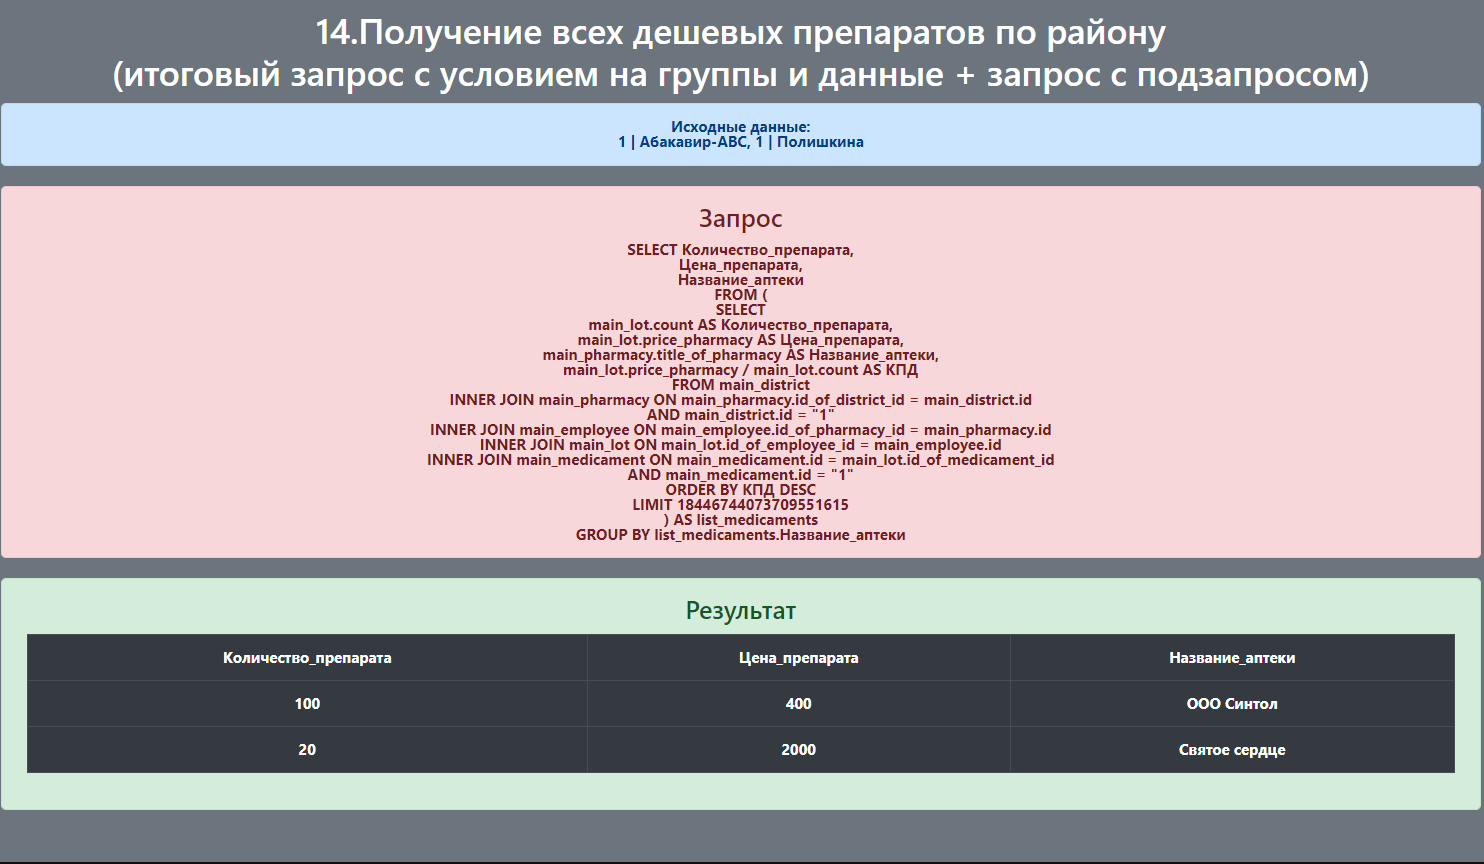 14.Получение всех дешевых препаратов по району
(итоговый запрос с условием на группы и данные + запрос с подзапросом)
Исходные данные:
1 | Абакавир-АВС, 1 | Полишкина
Запрос
SELECT Количество_препарата,
Цена_препарата,
Название_аптеки
FROM (
SELECT
main_lot.count AS Количество_препарата,
main_lot.price_pharmacy AS Цена_препарата,
main_pharmacy.title_of_pharmacy AS Название_аптеки,
main_lot.price_pharmacy / main_lot.count AS КПД
FROM main_district
INNER JOIN main_pharmacy ON main_pharmacy.id_of_district_id = main_district.id
AND main_district.id = "1"
INNER JOIN main_employee ON main_employee.id_of_pharmacy_id = main_pharmacy.id
INNER JOIN main_lot ON main_lot.id_of_employee_id = main_employee.id
INNER JOIN main_medicament ON main_medicament.id = main_lot.id_of_medicament_id
AND main_medicament.id = "1"
ORDER BY КПД DESC
LIMIT 18446744073709551615
) AS list_medicaments
GROUP BY list_medicaments.Название_аптеки
Результат
Количество_препарата Цена_препарата Название_аптеки
100 400 ООО Синтол
20 2000 Святое сердце